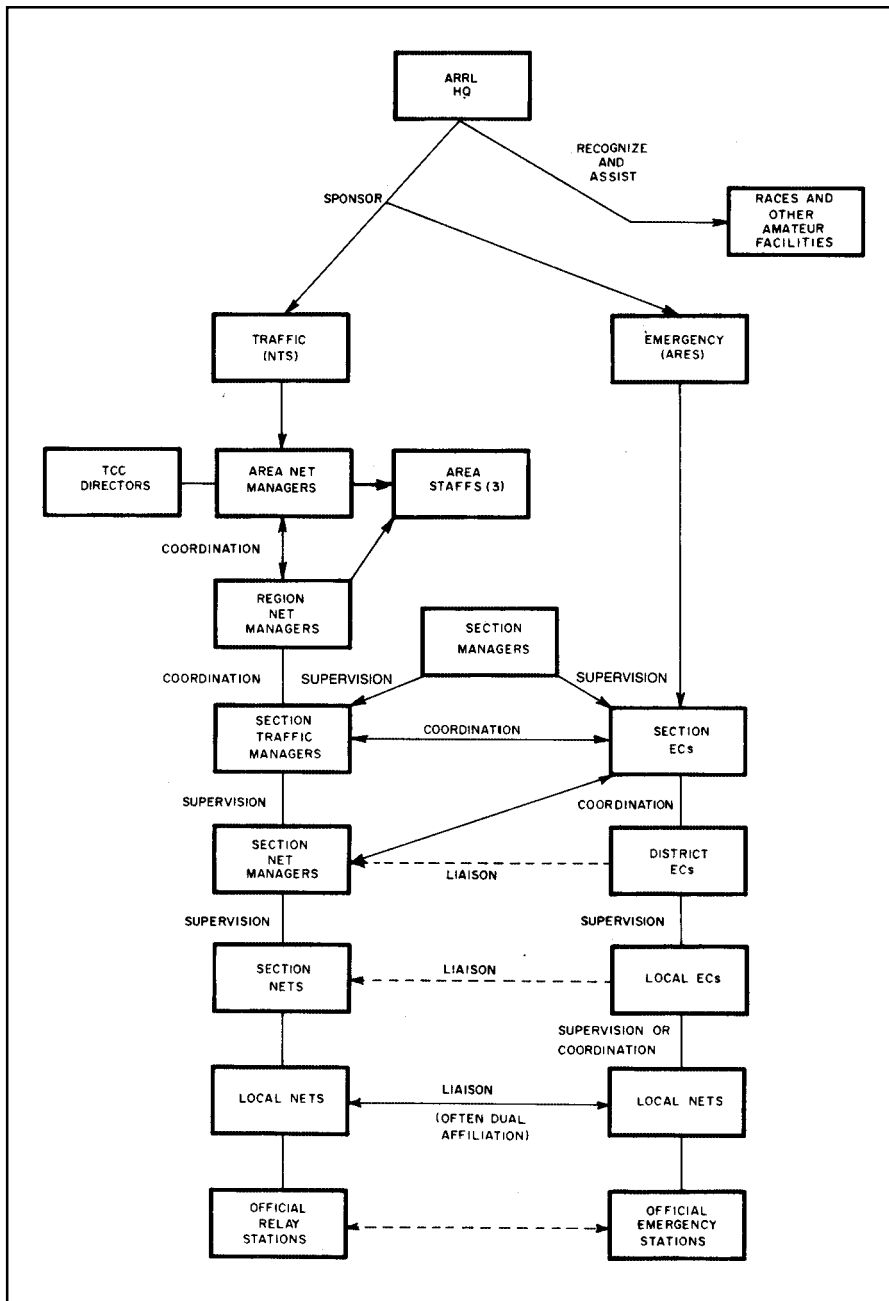 ARRL
HQ
RECOGNIZE
AND
ASSIST
SPONSOR
RACES AND
OTHER
AMATEUR
FACILITIES
TRAFFIC
(NTS)
EMERGENCY
(ARES)
TCC
DIRECTORS
AREA NET
MANAGERS
AREA
STAFFS (3)
COORDINATION
REGION
NET
MANAGERS
SECTION
MANAGERS
COORDINATION
SUPERVISION
SUPERVISION
SECTION
TRAFFIC
MANAGERS
COORDINATION
SECTION
ECs
SUPERVISION
COORDINATION
SECTION
NET
MANAGERS
LIAISON
DISTRICT
ECs
SUPERVISION
SUPERVISION
SECTION
NETS
LIAISON
LOCAL ECs
SUPERVISION OR
COORDINATION
LOCAL NETS
LIAISON
(OFTEN DUAL
AFFILIATION)
LOCAL NETS
OFFICIAL
RELAY
STATIONS
OFFICIAL
EMERGENCY
STATIONS